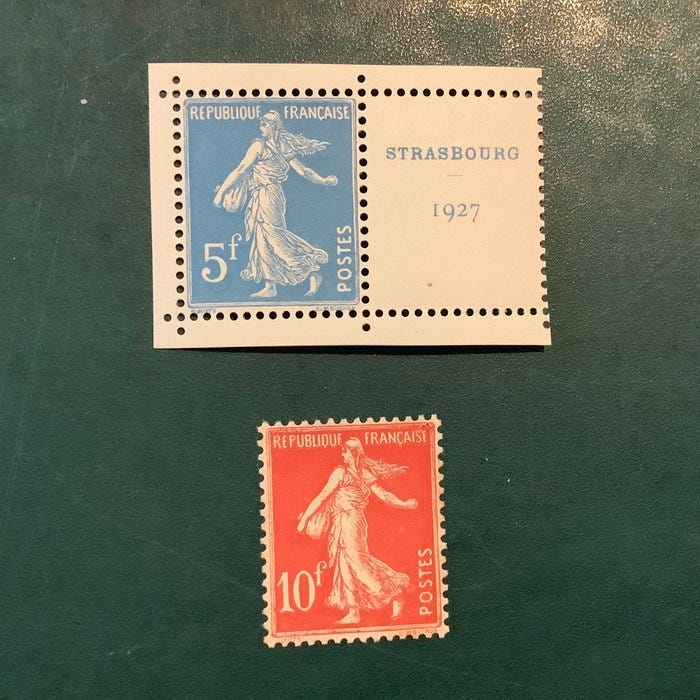 REPUBLIQUE FRANÇAISE
5f
POSTES
STRASBOURG
1927
REPUBLIQUE FRANÇAISE
10f
POSTES